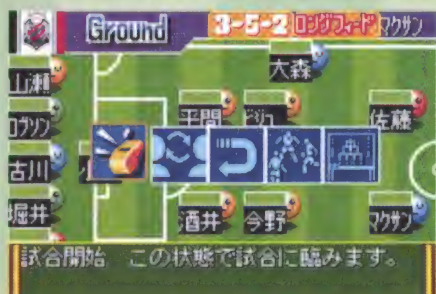 Ground 3-5-2 ロングフィード マクサン
大森
山瀬
ビジュ 佐藤
ロブソン
古川
堀井 酒井 今野 マクサン
試合開始 この状態で試合に臨みます。